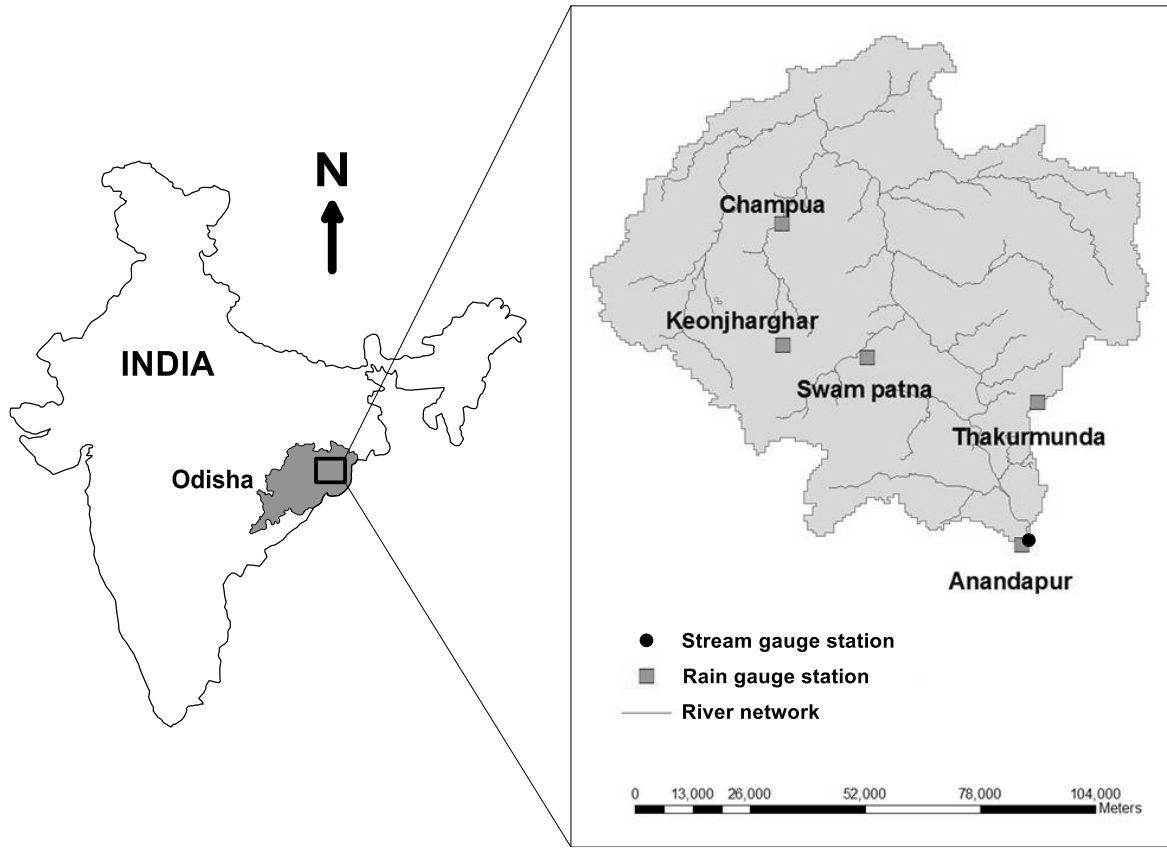 N
INDIA
Odisha
Champua
Keonjharghar
Swam patna
Thakurmunda
Anandapur
Stream gauge station
Rain gauge station
River network
0 13,000 26,000 52,000 78,000 104,000
Meters